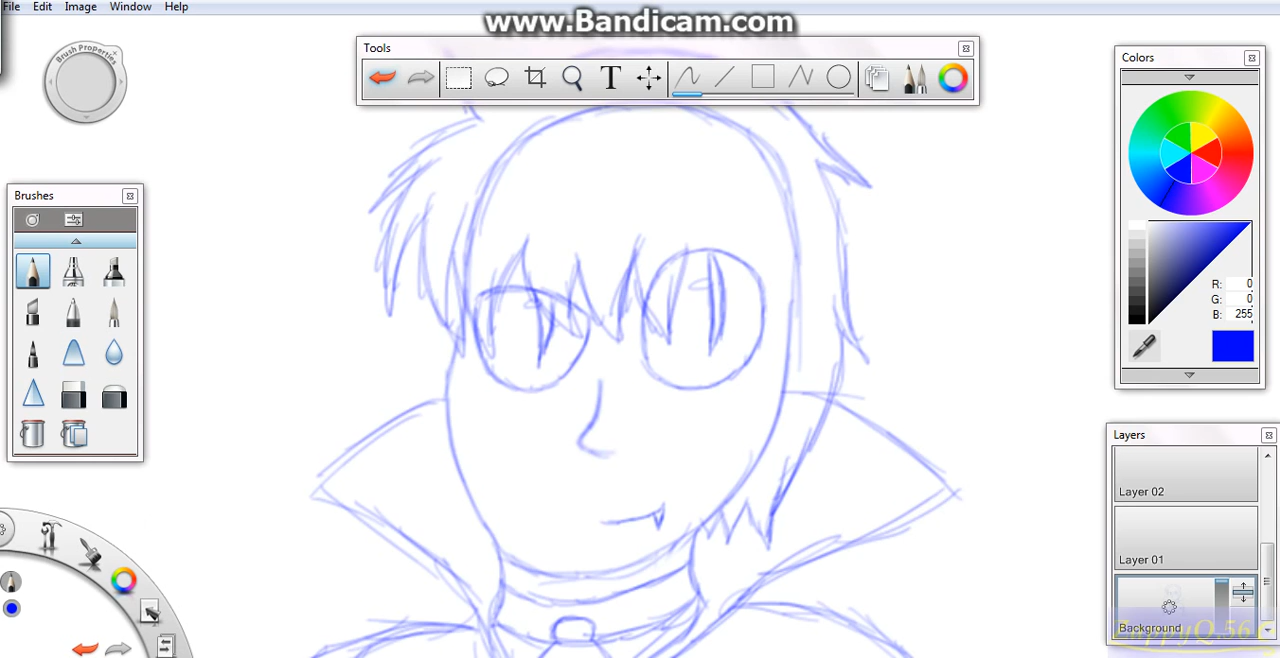 File Edit Image Window Help
www.Bandicam.com
Brush Properties
Tools
T
Colors
Brushes
R: 0
G: 0
B: 255
Layers
Layer 02
Layer 01
Background